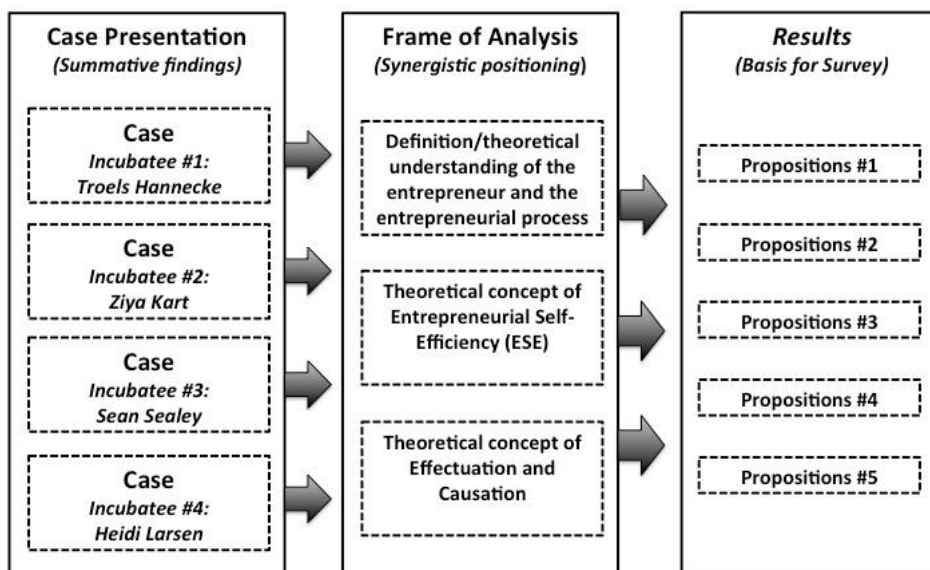 Case Presentation
(Summative findings)
Case
Incubatee #1:
Troels Hannecke
Case
Incubatee #2:
Ziya Kart
Case
Incubatee #3:
Sean Sealey
Case
Incubatee #4:
Heidi Larsen
Frame of Analysis
(Synergistic positioning)
Definition/theoretical
understanding of the
entrepreneur and the
entrepreneurial process
Theoretical concept of
Entrepreneurial Self-
Efficiency (ESE)
Theoretical concept of
Effectuation and
Causation
Results
(Basis for Survey)
Propositions #1
Propositions #2
Propositions #3
Propositions #4
Propositions #5